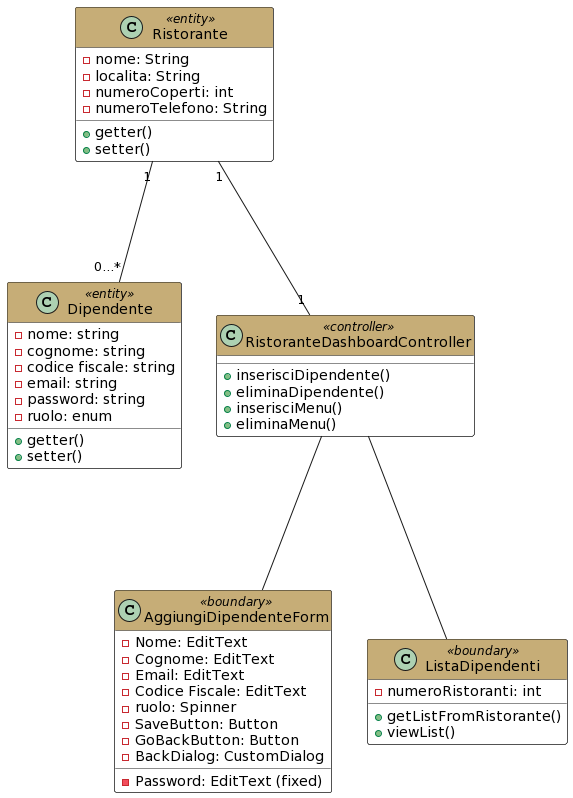 «entity»
Ristorante
nome: String
localita: String
numeroCoperti: int
numeroTelefono: String
getter()
setter()
1
1
0...*
1
«entity»
Dipendente
nome: string
cognome: string
codice fiscale: string
email: string
password: string
ruolo: enum
getter()
setter()
«controller»
RistoranteDashboardController
inserisciDipendente()
eliminaDipendente()
inserisciMenu()
eliminaMenu()
«boundary»
AggiungiDipendenteForm
Nome: EditText
Cognome: EditText
Email: EditText
Codice Fiscale: EditText
ruolo: Spinner
SaveButton: Button
GoBackButton: Button
BackDialog: CustomDialog
Password: EditText (fixed)
«boundary»
ListaDipendenti
numeroRistoranti: int
getListFromRistorante()
viewList()